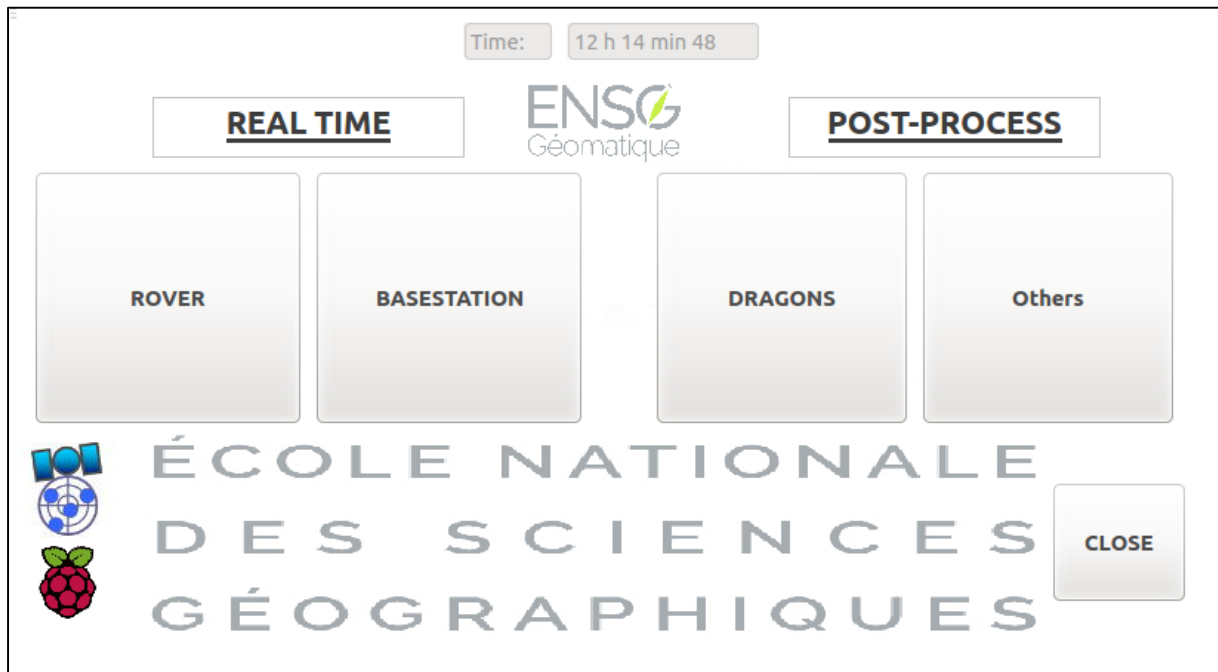 Time: 12 h 14 min 48
REAL TIME
ENSG
Géomatique
POST-PROCESS
ROVER
BASESTATION
DRAGONS
Others
ÉCOLE NATIONALE
DES SCIENCES
GÉOGRAPHIQUES
CLOSE